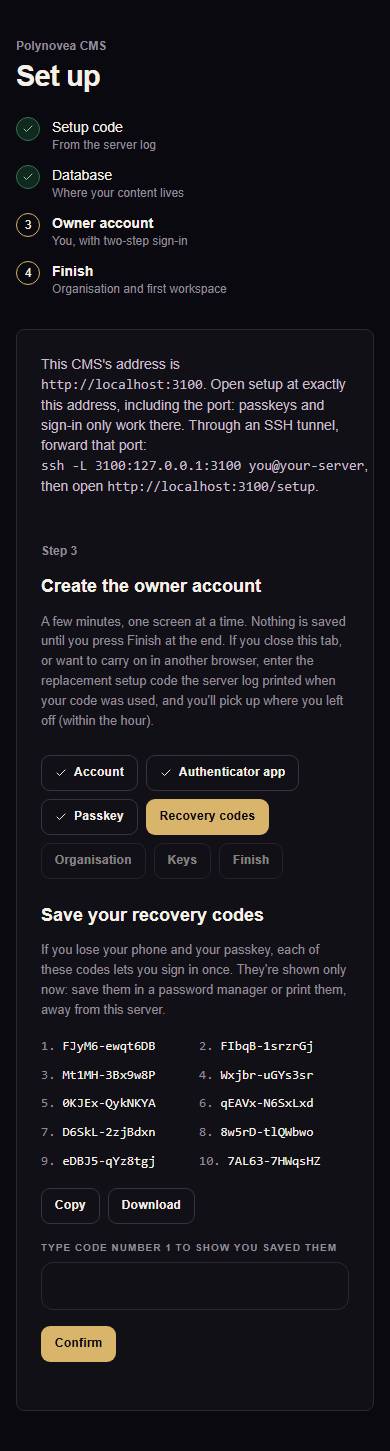 Polynovea CMS
Set up
Setup code
From the server log
Database
Where your content lives
3
Owner account
You, with two-step sign-in
4
Finish
Organisation and first workspace
This CMS's address is
http://localhost:3100. Open setup at exactly
this address, including the port: passkeys and
sign-in only work there. Through an SSH tunnel,
forward that port:
ssh -L 3100:127.0.0.1:3100 you@your-server,
then open http://localhost:3100/setup.
Step 3
Create the owner account
A few minutes, one screen at a time. Nothing is saved
until you press Finish at the end. If you close this tab,
or want to carry on in another browser, enter the
replacement setup code the server log printed when
your code was used, and you'll pick up where you left
off (within the hour).
Account
Authenticator app
Passkey
Recovery codes
Organisation
Keys
Finish
Save your recovery codes
If you lose your phone and your passkey, each of
these codes lets you sign in once. They're shown only
now: save them in a password manager or print them,
away from this server.
1. FJyM6-ewqt6DB
2. FIbqB-1srzrGj
3. Mt1MH-3Bx9w8P
4. Wxjbr-uGYs3sr
5. 0KJEx-QykNKYA
6. qEAVx-N6SxLxd
7. D6SkL-2zjBdxn
8. 8w5rD-tlQWbwo
9. eDBJ5-qYz8tgj
10. 7AL63-7HWqsHZ
Copy
Download
TYPE CODE NUMBER 1 TO SHOW YOU SAVED THEM
Confirm